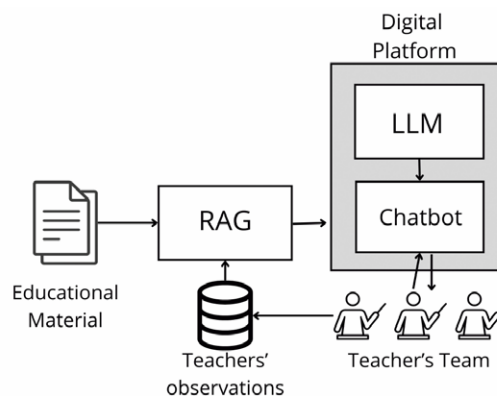 Digital
Platform
LLM
Chatbot
RAG
Educational
Material
Teachers’
observations
Teacher’s Team